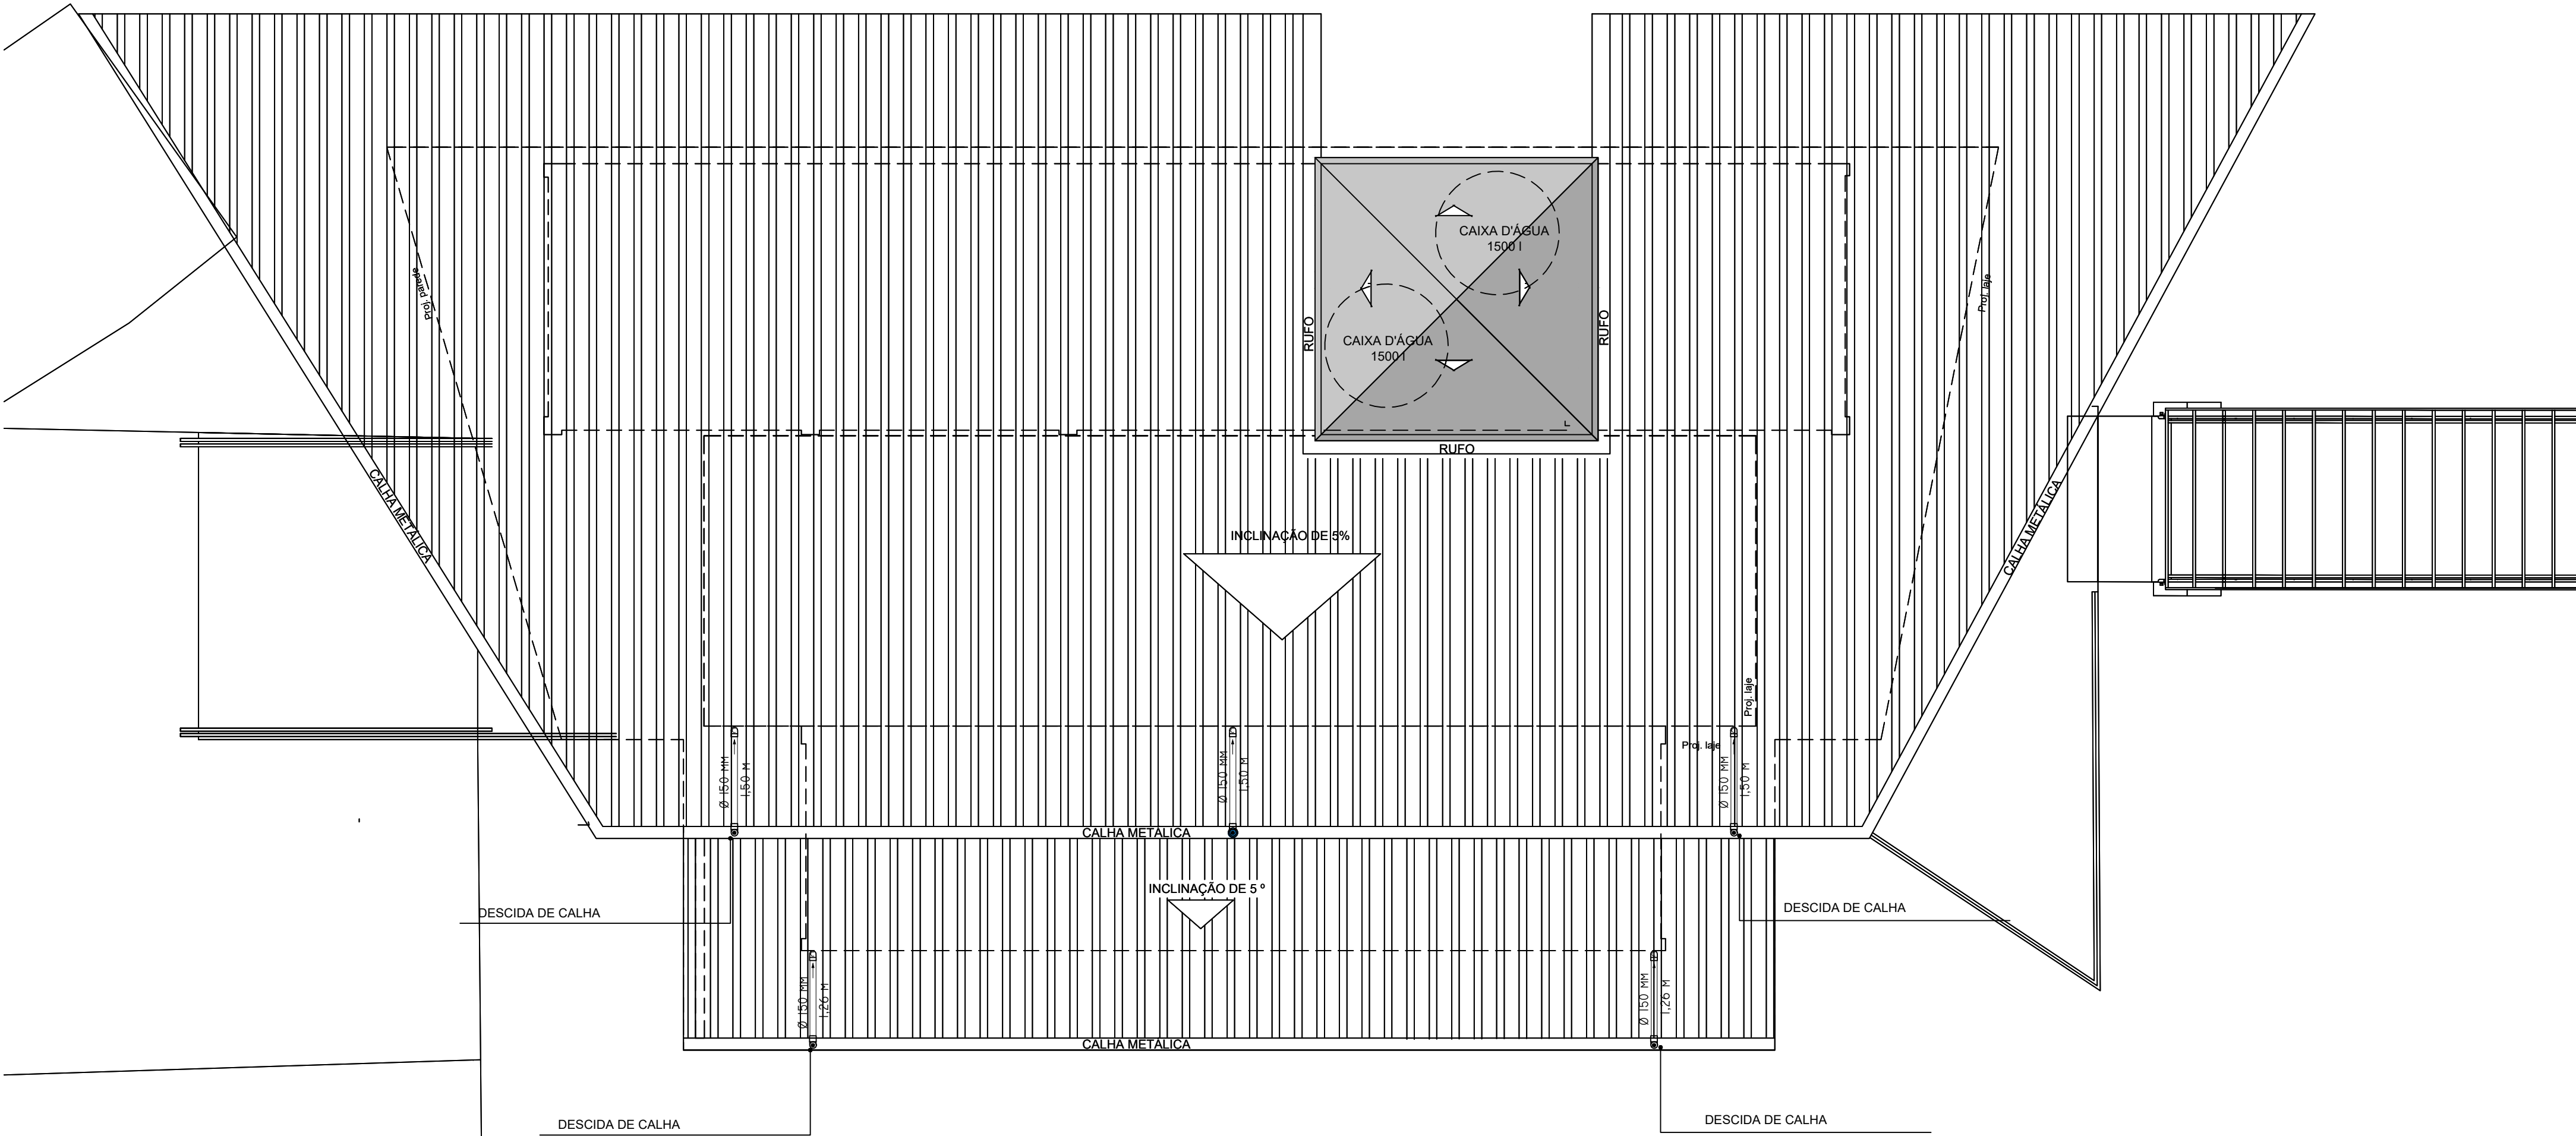 CAIXA D'ÁGUA
1500 l
Proj. parede
Proj. laje
RUFO
CAIXA D'ÁGUA
1500 l
RUFO
RUFO
CALHA METÁLICA
CALHA METÁLICA
INCLINAÇÃO DE 5%
Proj. laje
Proj. laje
Ø 150 MM
1,50 M
Ø 150 MM
1,50 M
Ø 150 MM
1,50 M
CALHA METÁLICA
INCLINAÇÃO DE 5 º
DESCIDA DE CALHA
DESCIDA DE CALHA
Ø 150 MM
1,26 M
Ø 150 MM
1,26 M
CALHA METÁLICA
DESCIDA DE CALHA
DESCIDA DE CALHA